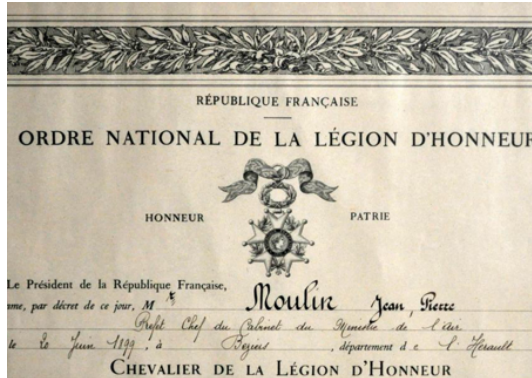 RÉPUBLIQUE FRANÇAISE
ORDRE NATIONAL DE LA LÉGION D'HONNEUR
HONNEUR PATRIE
Le Président de la République Française,
me, par décret de ce jour, M r Moulin Jean, Pierre
Préfet Chef du Cabinet du Ministre de l'air
le 20 Juin 1899, à Beziers, département de l'Hérault
CHEVALIER DE LA LÉGION D'HONNEUR